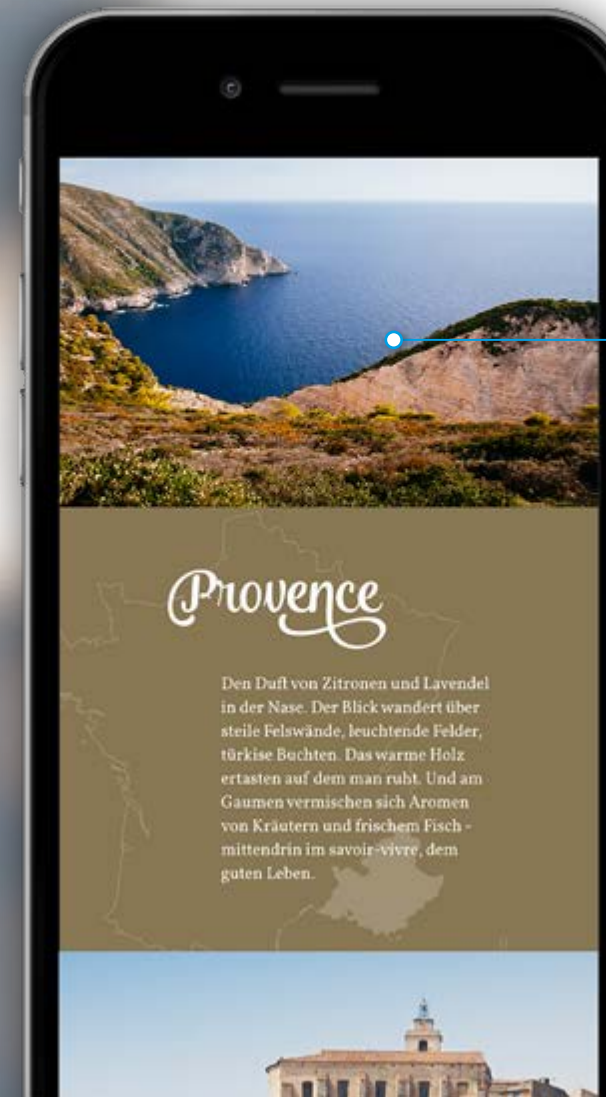 Provence
Den Duft von Zitronen und Lavendel
in der Nase. Der Blick wandert über
steile Felswände, leuchtende Felder,
türkise Buchten. Das warme Holz
ertasten auf dem man ruht. Und am
Gaumen vermischen sich Aromen
von Kräutern und frischem Fisch -
mittendrin im savoir-vivre, dem
guten Leben.